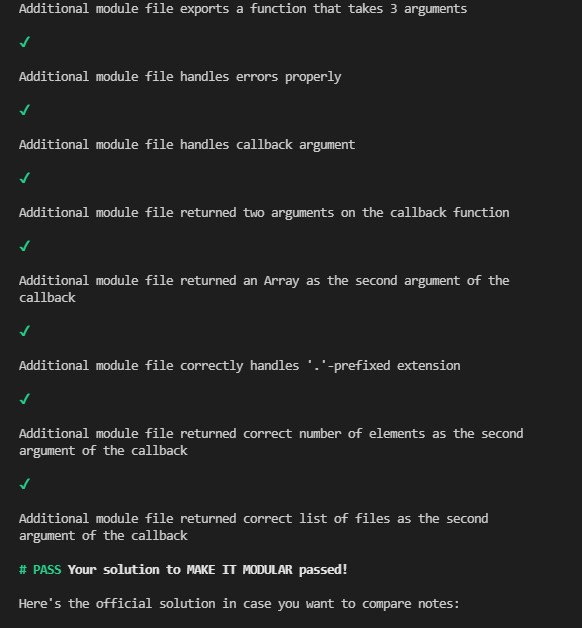 Additional module file exports a function that takes 3 arguments
✓
Additional module file handles errors properly
✓
Additional module file handles callback argument
✓
Additional module file returned two arguments on the callback function
✓
Additional module file returned an Array as the second argument of the
callback
✓
Additional module file correctly handles '.'-prefixed extension
✓
Additional module file returned correct number of elements as the second
argument of the callback
✓
Additional module file returned correct list of files as the second
argument of the callback
# PASS Your solution to MAKE IT MODULAR passed!
Here's the official solution in case you want to compare notes: